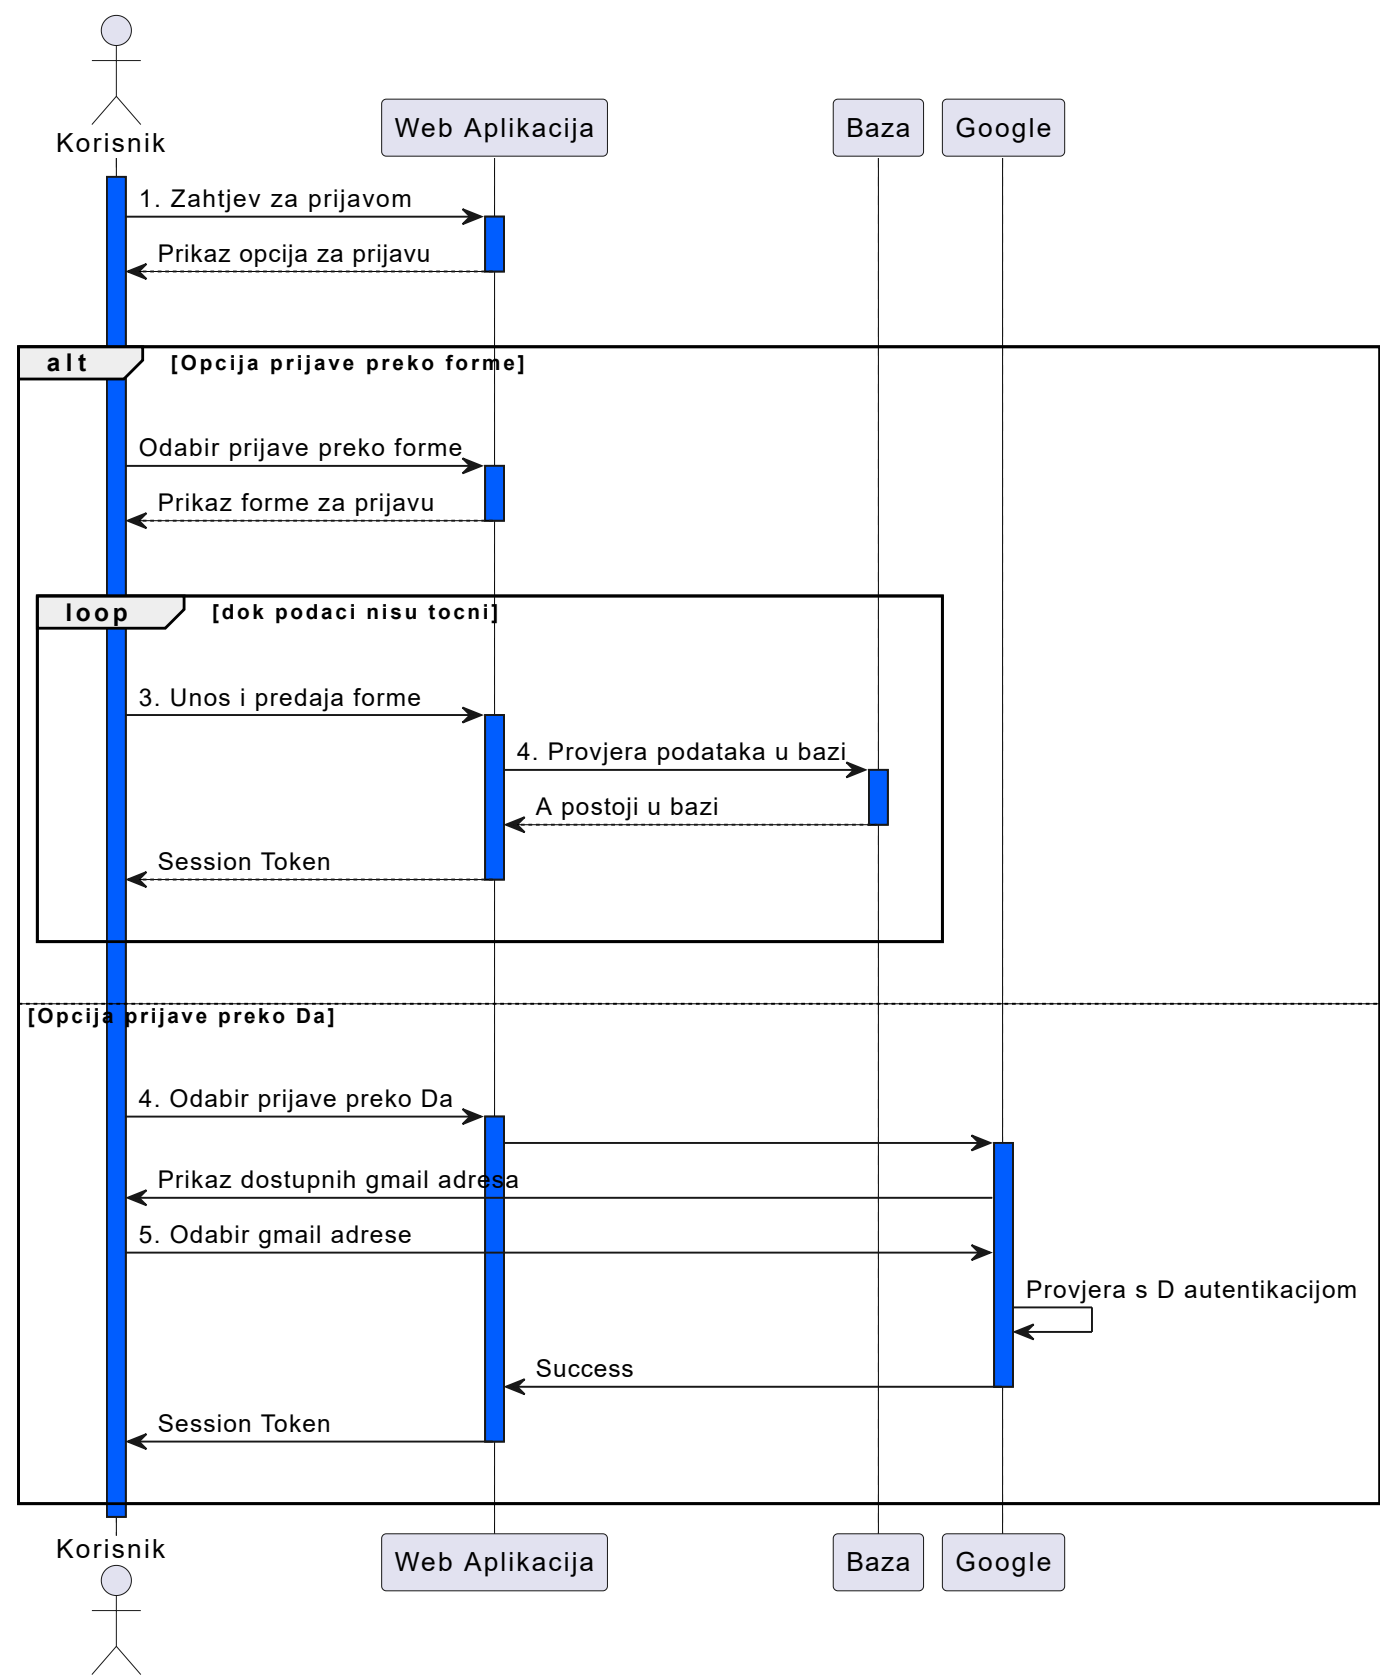 Korisnik
Web Aplikacija
Baza
Google
1. Zahtjev za prijavom
Prikaz opcija za prijavu
alt
[Opcija prijave preko forme]
Odabir prijave preko forme
Prikaz forme za prijavu
loop
[dok podaci nisu tocni]
3. Unos i predaja forme
4. Provjera podataka u bazi
A postoji u bazi
Session Token
[Opcija prijave preko Da]
4. Odabir prijave preko Da
Prikaz dostupnih gmail adresa
5. Odabir gmail adrese
Provjera s D autentikacijom
Success
Session Token
Korisnik
Web Aplikacija
Baza
Google